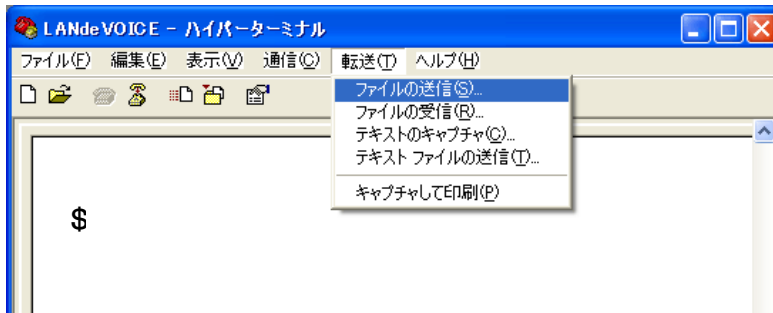 LANdeVOICE - ハイパーターミナル
ファイル(F) 編集(E) 表示(V) 通信(C) 転送(T) ヘルプ(H)
ファイルの送信(S)...
ファイルの受信(R)...
テキストのキャプチャ(C)...
テキスト ファイルの送信(T)...
キャプチャして印刷(P)
$